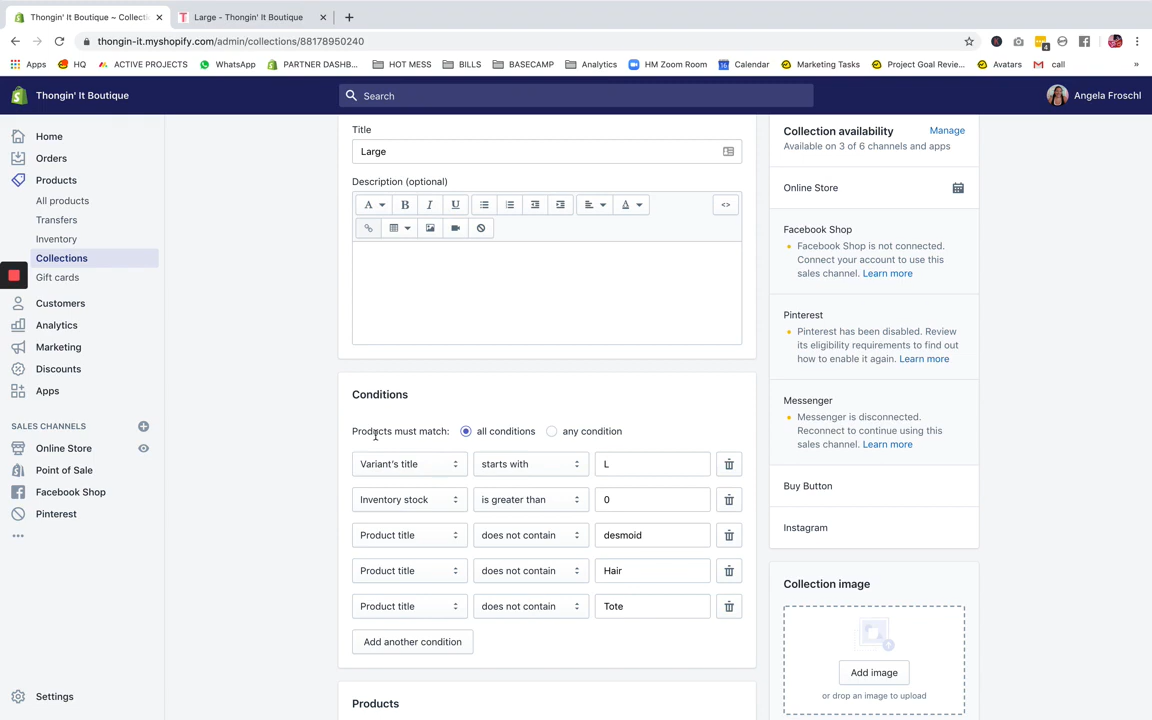 Thongin' It Boutique ~ Collecti
Large - Thongin' It Boutique
thongin-it.myshopify.com/admin/collections/88178950240
4
Apps
HQ
ACTIVE PROJECTS
WhatsApp
PARTNER DASHB...
HOT MESS
BILLS
BASECAMP
Analytics
HM Zoom Room
Calendar
Marketing Tasks
Project Goal Revie...
Avatars
call
»
Thongin' It Boutique
Search
Angela Froschl
Home
Orders
Products
All products
Transfers
Inventory
Collections
Gift cards
Customers
Analytics
Marketing
Discounts
Apps
SALES CHANNELS
Online Store
Point of Sale
Facebook Shop
Pinterest
Settings
Title
Large
Description (optional)
A B I U A <>
Conditions
Products must match: all conditions any condition
Variant's title starts with L
Inventory stock is greater than 0
Product title does not contain desmoid
Product title does not contain Hair
Product title does not contain Tote
Add another condition
Products
Collection availability Manage
Available on 3 of 6 channels and apps
Online Store
Facebook Shop
Facebook Shop is not connected.
Connect your account to use this
sales channel. Learn more
Pinterest
Pinterest has been disabled. Review
its eligibility requirements to find out
how to enable it again. Learn more
Messenger
Messenger is disconnected.
Reconnect to continue using this
sales channel. Learn more
Buy Button
Instagram
Collection image
Add image
or drop an image to upload